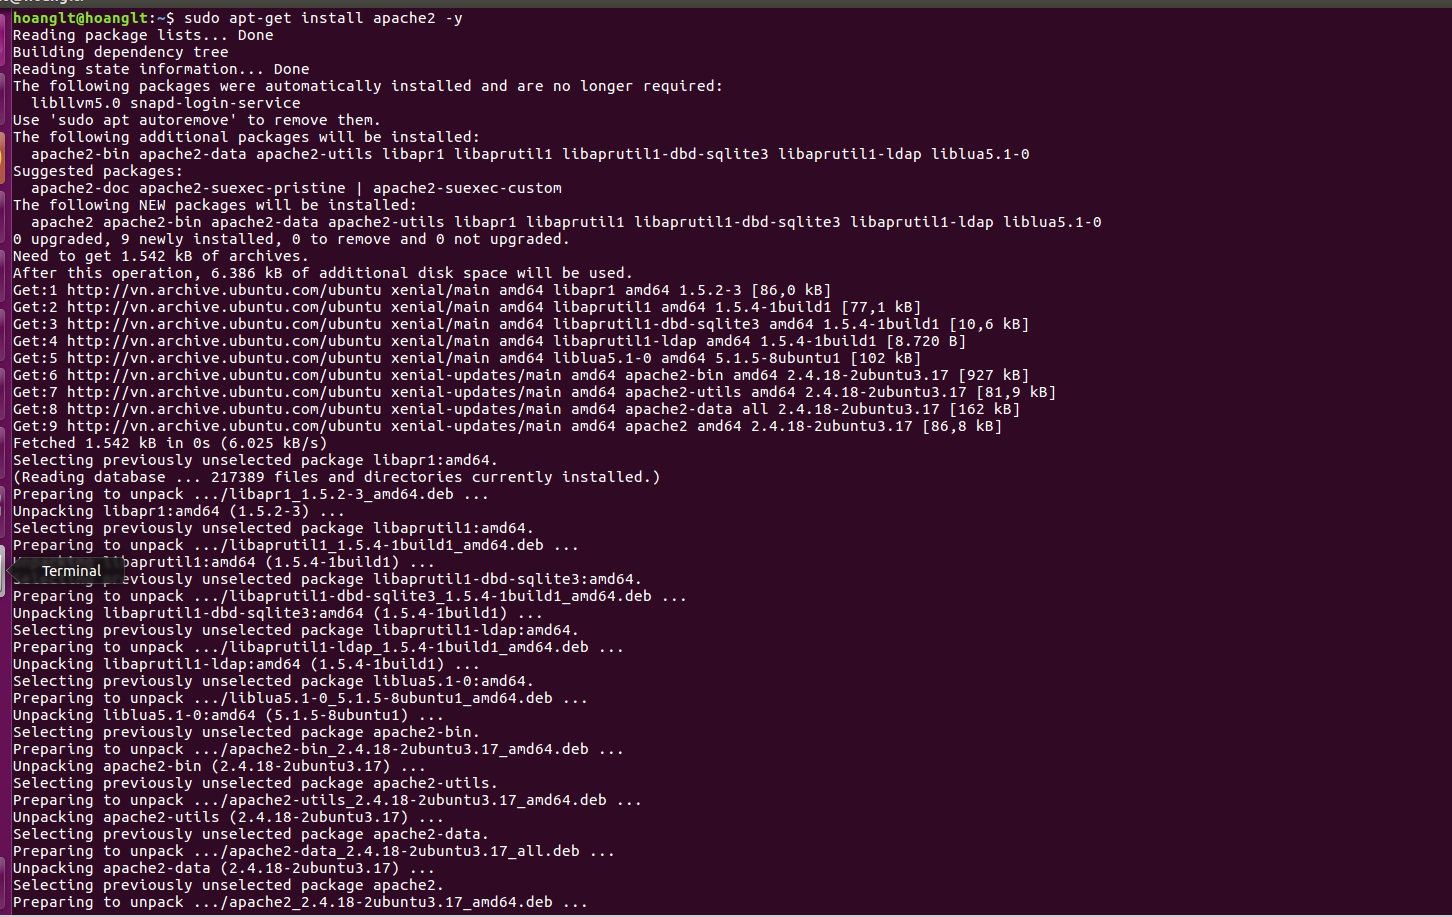 hoanglt@hoanglt:~$ sudo apt-get install apache2 -y
Reading package lists... Done
Building dependency tree
Reading state information... Done
The following packages were automatically installed and are no longer required:
  libllvm5.0 snapd-login-service
Use 'sudo apt autoremove' to remove them.
The following additional packages will be installed:
  apache2-bin apache2-data apache2-utils libapr1 libaprutil1 libaprutil1-dbd-sqlite3 libaprutil1-ldap liblua5.1-0
Suggested packages:
  apache2-doc apache2-suexec-pristine | apache2-suexec-custom
The following NEW packages will be installed:
  apache2 apache2-bin apache2-data apache2-utils libapr1 libaprutil1 libaprutil1-dbd-sqlite3 libaprutil1-ldap liblua5.1-0
0 upgraded, 9 newly installed, 0 to remove and 0 not upgraded.
Need to get 1.542 kB of archives.
After this operation, 6.386 kB of additional disk space will be used.
Get:1 http://vn.archive.ubuntu.com/ubuntu xenial/main amd64 libapr1 amd64 1.5.2-3 [86,0 kB]
Get:2 http://vn.archive.ubuntu.com/ubuntu xenial/main amd64 libaprutil1 amd64 1.5.4-1build1 [77,1 kB]
Get:3 http://vn.archive.ubuntu.com/ubuntu xenial/main amd64 libaprutil1-dbd-sqlite3 amd64 1.5.4-1build1 [10,6 kB]
Get:4 http://vn.archive.ubuntu.com/ubuntu xenial/main amd64 libaprutil1-ldap amd64 1.5.4-1build1 [8.720 B]
Get:5 http://vn.archive.ubuntu.com/ubuntu xenial/main amd64 liblua5.1-0 amd64 5.1.5-8ubuntu1 [102 kB]
Get:6 http://vn.archive.ubuntu.com/ubuntu xenial-updates/main amd64 apache2-bin amd64 2.4.18-2ubuntu3.17 [927 kB]
Get:7 http://vn.archive.ubuntu.com/ubuntu xenial-updates/main amd64 apache2-utils amd64 2.4.18-2ubuntu3.17 [81,9 kB]
Get:8 http://vn.archive.ubuntu.com/ubuntu xenial-updates/main amd64 apache2-data all 2.4.18-2ubuntu3.17 [162 kB]
Get:9 http://vn.archive.ubuntu.com/ubuntu xenial-updates/main amd64 apache2 amd64 2.4.18-2ubuntu3.17 [86,8 kB]
Fetched 1.542 kB in 0s (6.025 kB/s)
Selecting previously unselected package libapr1:amd64.
(Reading database ... 217389 files and directories currently installed.)
Preparing to unpack .../libapr1_1.5.2-3_amd64.deb ...
Unpacking libapr1:amd64 (1.5.2-3) ...
Selecting previously unselected package libaprutil1:amd64.
Preparing to unpack .../libaprutil1_1.5.4-1build1_amd64.deb ...
libaprutil1:amd64 (1.5.4-1build1) ...
Terminal
previously unselected package libaprutil1-dbd-sqlite3:amd64.
Preparing to unpack .../libaprutil1-dbd-sqlite3_1.5.4-1build1_amd64.deb ...
Unpacking libaprutil1-dbd-sqlite3:amd64 (1.5.4-1build1) ...
Selecting previously unselected package libaprutil1-ldap:amd64.
Preparing to unpack .../libaprutil1-ldap_1.5.4-1build1_amd64.deb ...
Unpacking libaprutil1-ldap:amd64 (1.5.4-1build1) ...
Selecting previously unselected package liblua5.1-0:amd64.
Preparing to unpack .../liblua5.1-0_5.1.5-8ubuntu1_amd64.deb ...
Unpacking liblua5.1-0:amd64 (5.1.5-8ubuntu1) ...
Selecting previously unselected package apache2-bin.
Preparing to unpack .../apache2-bin_2.4.18-2ubuntu3.17_amd64.deb ...
Unpacking apache2-bin (2.4.18-2ubuntu3.17) ...
Selecting previously unselected package apache2-utils.
Preparing to unpack .../apache2-utils_2.4.18-2ubuntu3.17_amd64.deb ...
Unpacking apache2-utils (2.4.18-2ubuntu3.17) ...
Selecting previously unselected package apache2-data.
Preparing to unpack .../apache2-data_2.4.18-2ubuntu3.17_all.deb ...
Unpacking apache2-data (2.4.18-2ubuntu3.17) ...
Selecting previously unselected package apache2.
Preparing to unpack .../apache2_2.4.18-2ubuntu3.17_amd64.deb ...